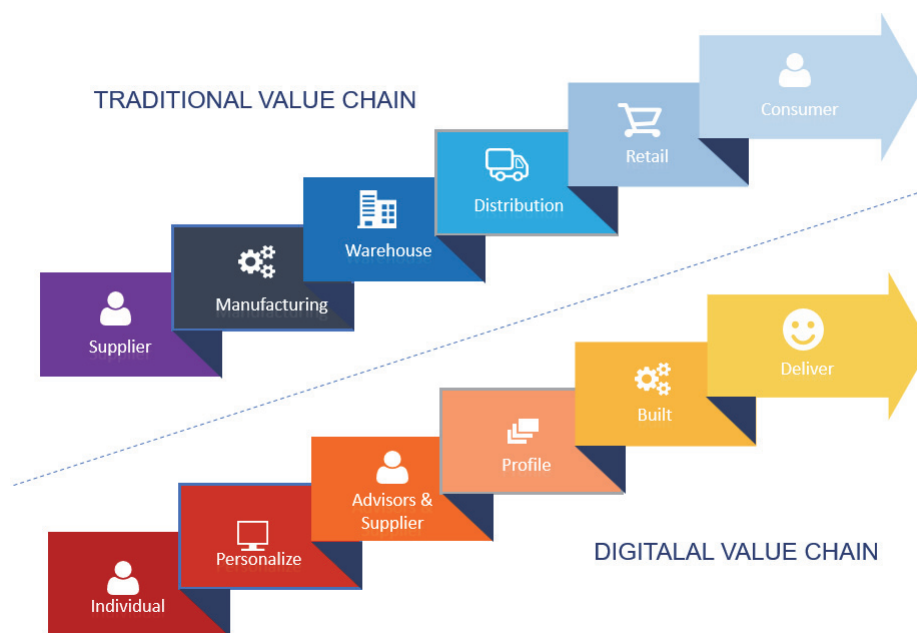 TRADITIONAL VALUE CHAIN
Supplier
Manufacturing
Warehouse
Distribution
Retail
Consumer
Individual
Personalize
Advisors &
Supplier
Profile
Built
Deliver
DIGITALAL VALUE CHAIN